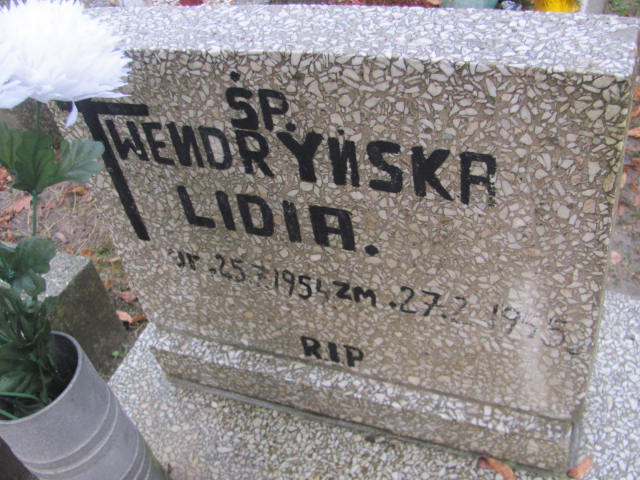 ŚP.
WENDRYŃSKA
LIDIA.
ur. 25.7.1954 zm. 27.2.
RIP